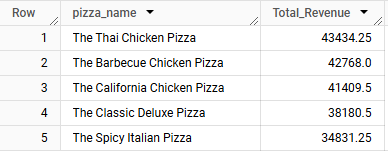 Row pizza_name Total_Revenue
1 The Thai Chicken Pizza 43434.25
2 The Barbecue Chicken Pizza 42768.0
3 The California Chicken Pizza 41409.5
4 The Classic Deluxe Pizza 38180.5
5 The Spicy Italian Pizza 34831.25